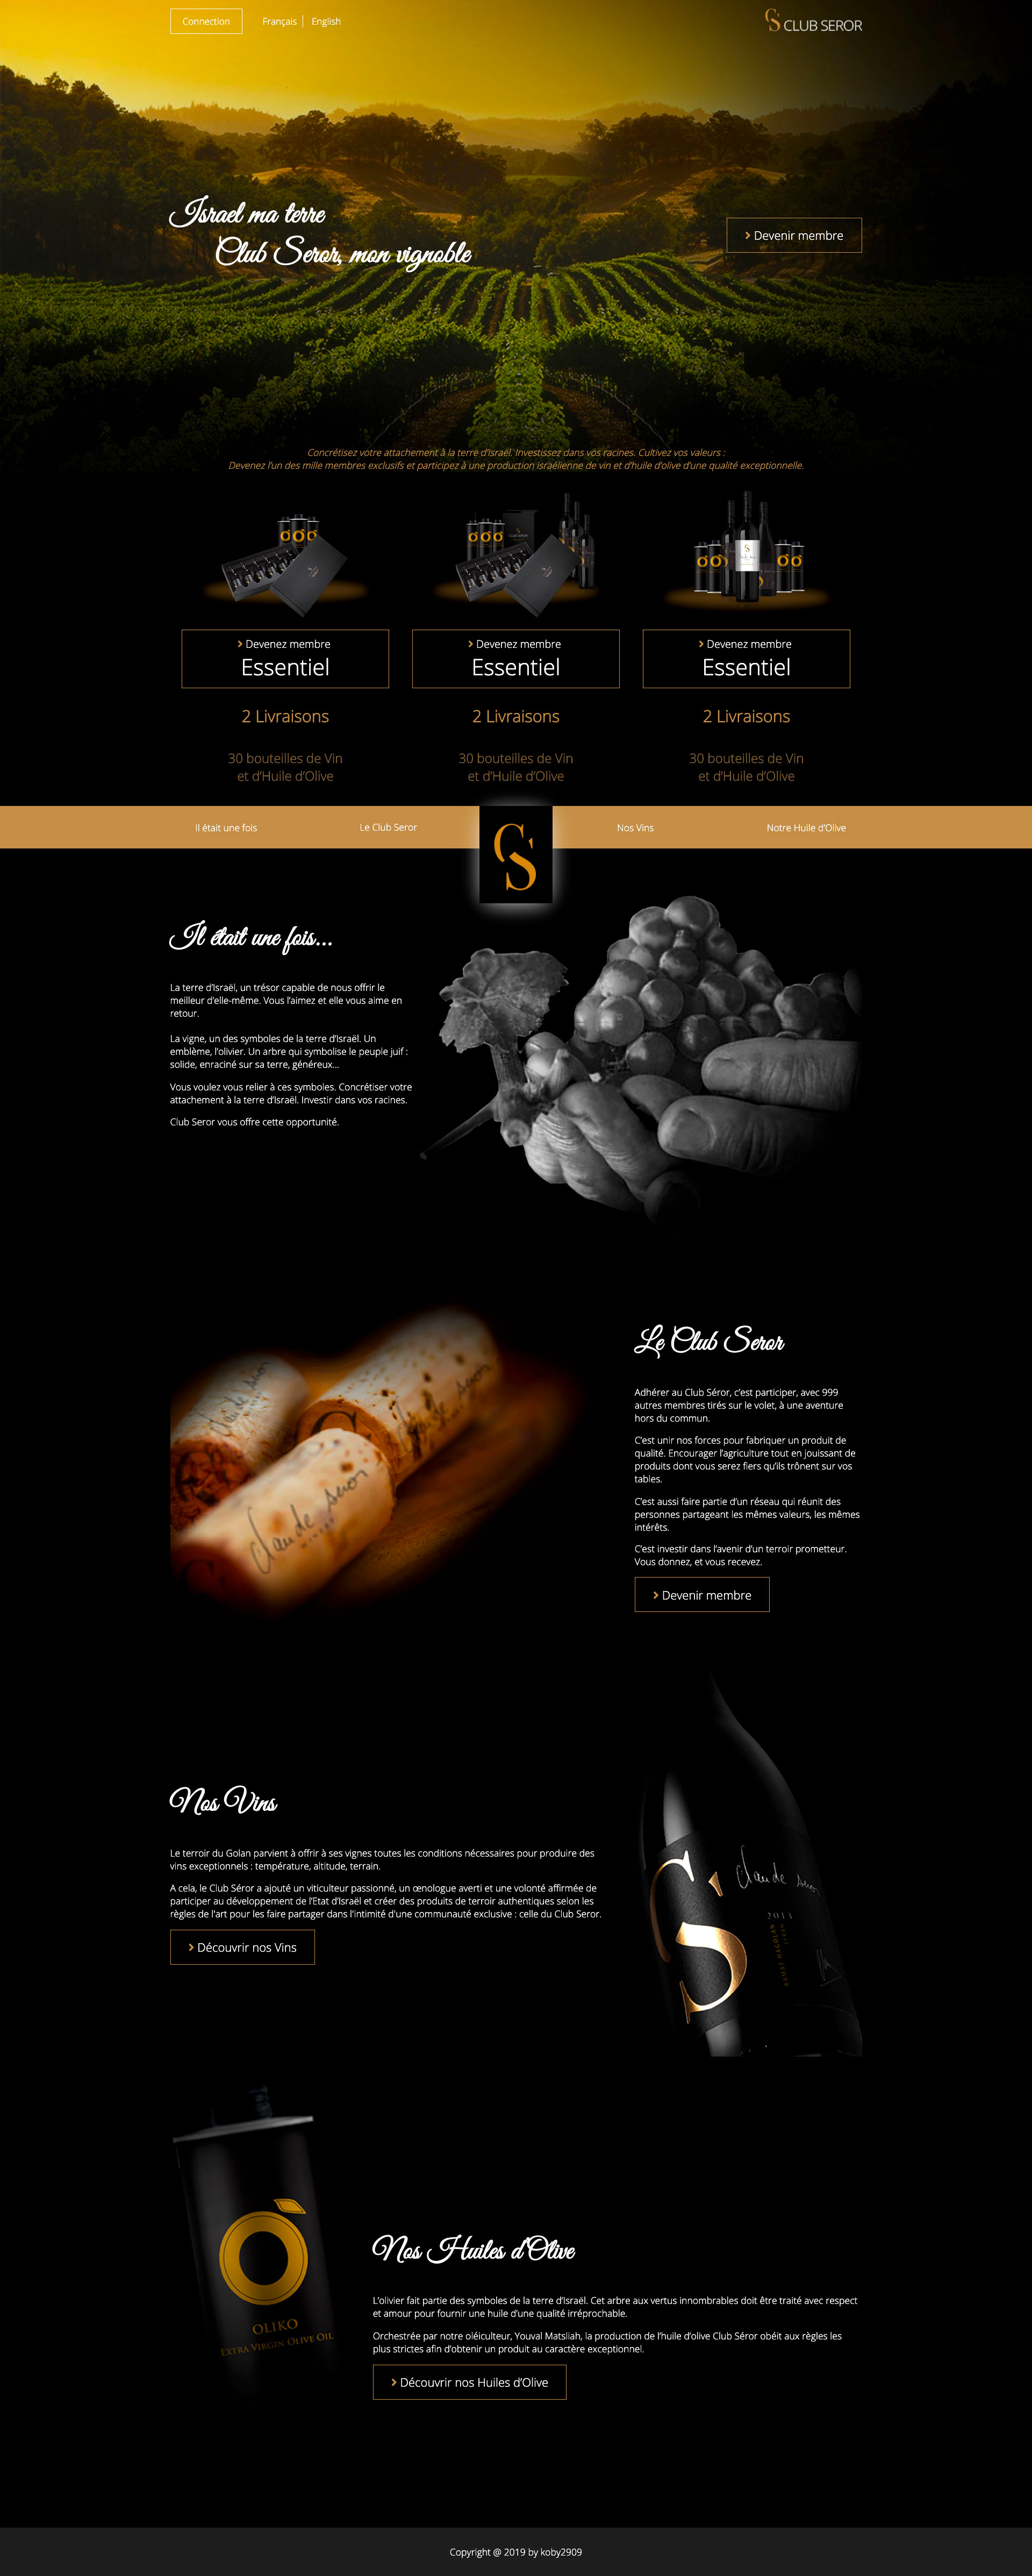 Connection
Français
English
CS CLUB SEROR
Israel ma terre
Club Seror, mon vignoble
Devenir membre
Concrétisez votre attachement à la terre d'Israël. Investissez dans vos racines. Cultivez vos valeurs :
Devenez l'un des mille membres exclusifs et participez à une production israélienne de vin et d'huile d'olive d'une qualité exceptionnelle.
Devenez membre
Essentiel
2 Livraisons
30 bouteilles de Vin
et d'Huile d'Olive
Devenez membre
Essentiel
2 Livraisons
30 bouteilles de Vin
et d'Huile d'Olive
Devenez membre
Essentiel
2 Livraisons
30 bouteilles de Vin
et d'Huile d'Olive
Il était une fois
Le Club Seror
CS
Nos Vins
Notre Huile d'Olive
Il était une fois...
La terre d'Israël, un trésor capable de nous offrir le
meilleur d'elle-même. Vous l'aimez et elle vous aime en
retour.
La vigne, un des symboles de la terre d'Israël. Un
emblème, l'olivier. Un arbre qui symbolise le peuple juif :
solide, enraciné sur sa terre, généreux...
Vous voulez vous relier à ces symboles. Concrétiser votre
attachement à la terre d'Israël. Investir dans vos racines.
Club Seror vous offre cette opportunité.
Le Club Seror
Adhérer au Club Séror, c'est participer, avec 999
autres membres tirés sur le volet, à une aventure
hors du commun.
C'est unir nos forces pour fabriquer un produit de
qualité. Encourager l'agriculture tout en jouissant de
produits dont vous serez fiers qu'ils trônent sur vos
tables.
C'est aussi faire partie d'un réseau qui réunit des
personnes partageant les mêmes valeurs, les mêmes
intérêts.
C'est investir dans l'avenir d'un terroir prometteur.
Vous donnez, et vous recevez.
Devenir membre
Claude Seror
Nos Vins
Le terroir du Golan parvient à offrir à ses vignes toutes les conditions nécessaires pour produire des
vins exceptionnels : température, altitude, terrain.
A cela, le Club Séror a ajouté un viticulteur passionné, un œnologue averti et une volonté affirmée de
participer au développement de l'Etat d'Israël et créer des produits de terroir authentiques selon les
règles de l'art pour les faire partager dans l'intimité d'une communauté exclusive : celle du Club Seror.
Découvrir nos Vins
Claude Seror
2013
Ò
OLIKO
EXTRA VIRGIN OLIVE OIL
Nos Huiles d'Olive
L'olivier fait partie des symboles de la terre d'Israël. Cet arbre aux vertus innombrables doit être traité avec respect
et amour pour fournir une huile d'une qualité irréprochable.
Orchestrée par notre oléiculteur, Youval Matsliah, la production de l'huile d'olive Club Séror obéit aux règles les
plus strictes afin d'obtenir un produit au caractère exceptionnel.
Découvrir nos Huiles d'Olive
Copyright @ 2019 by koby2909